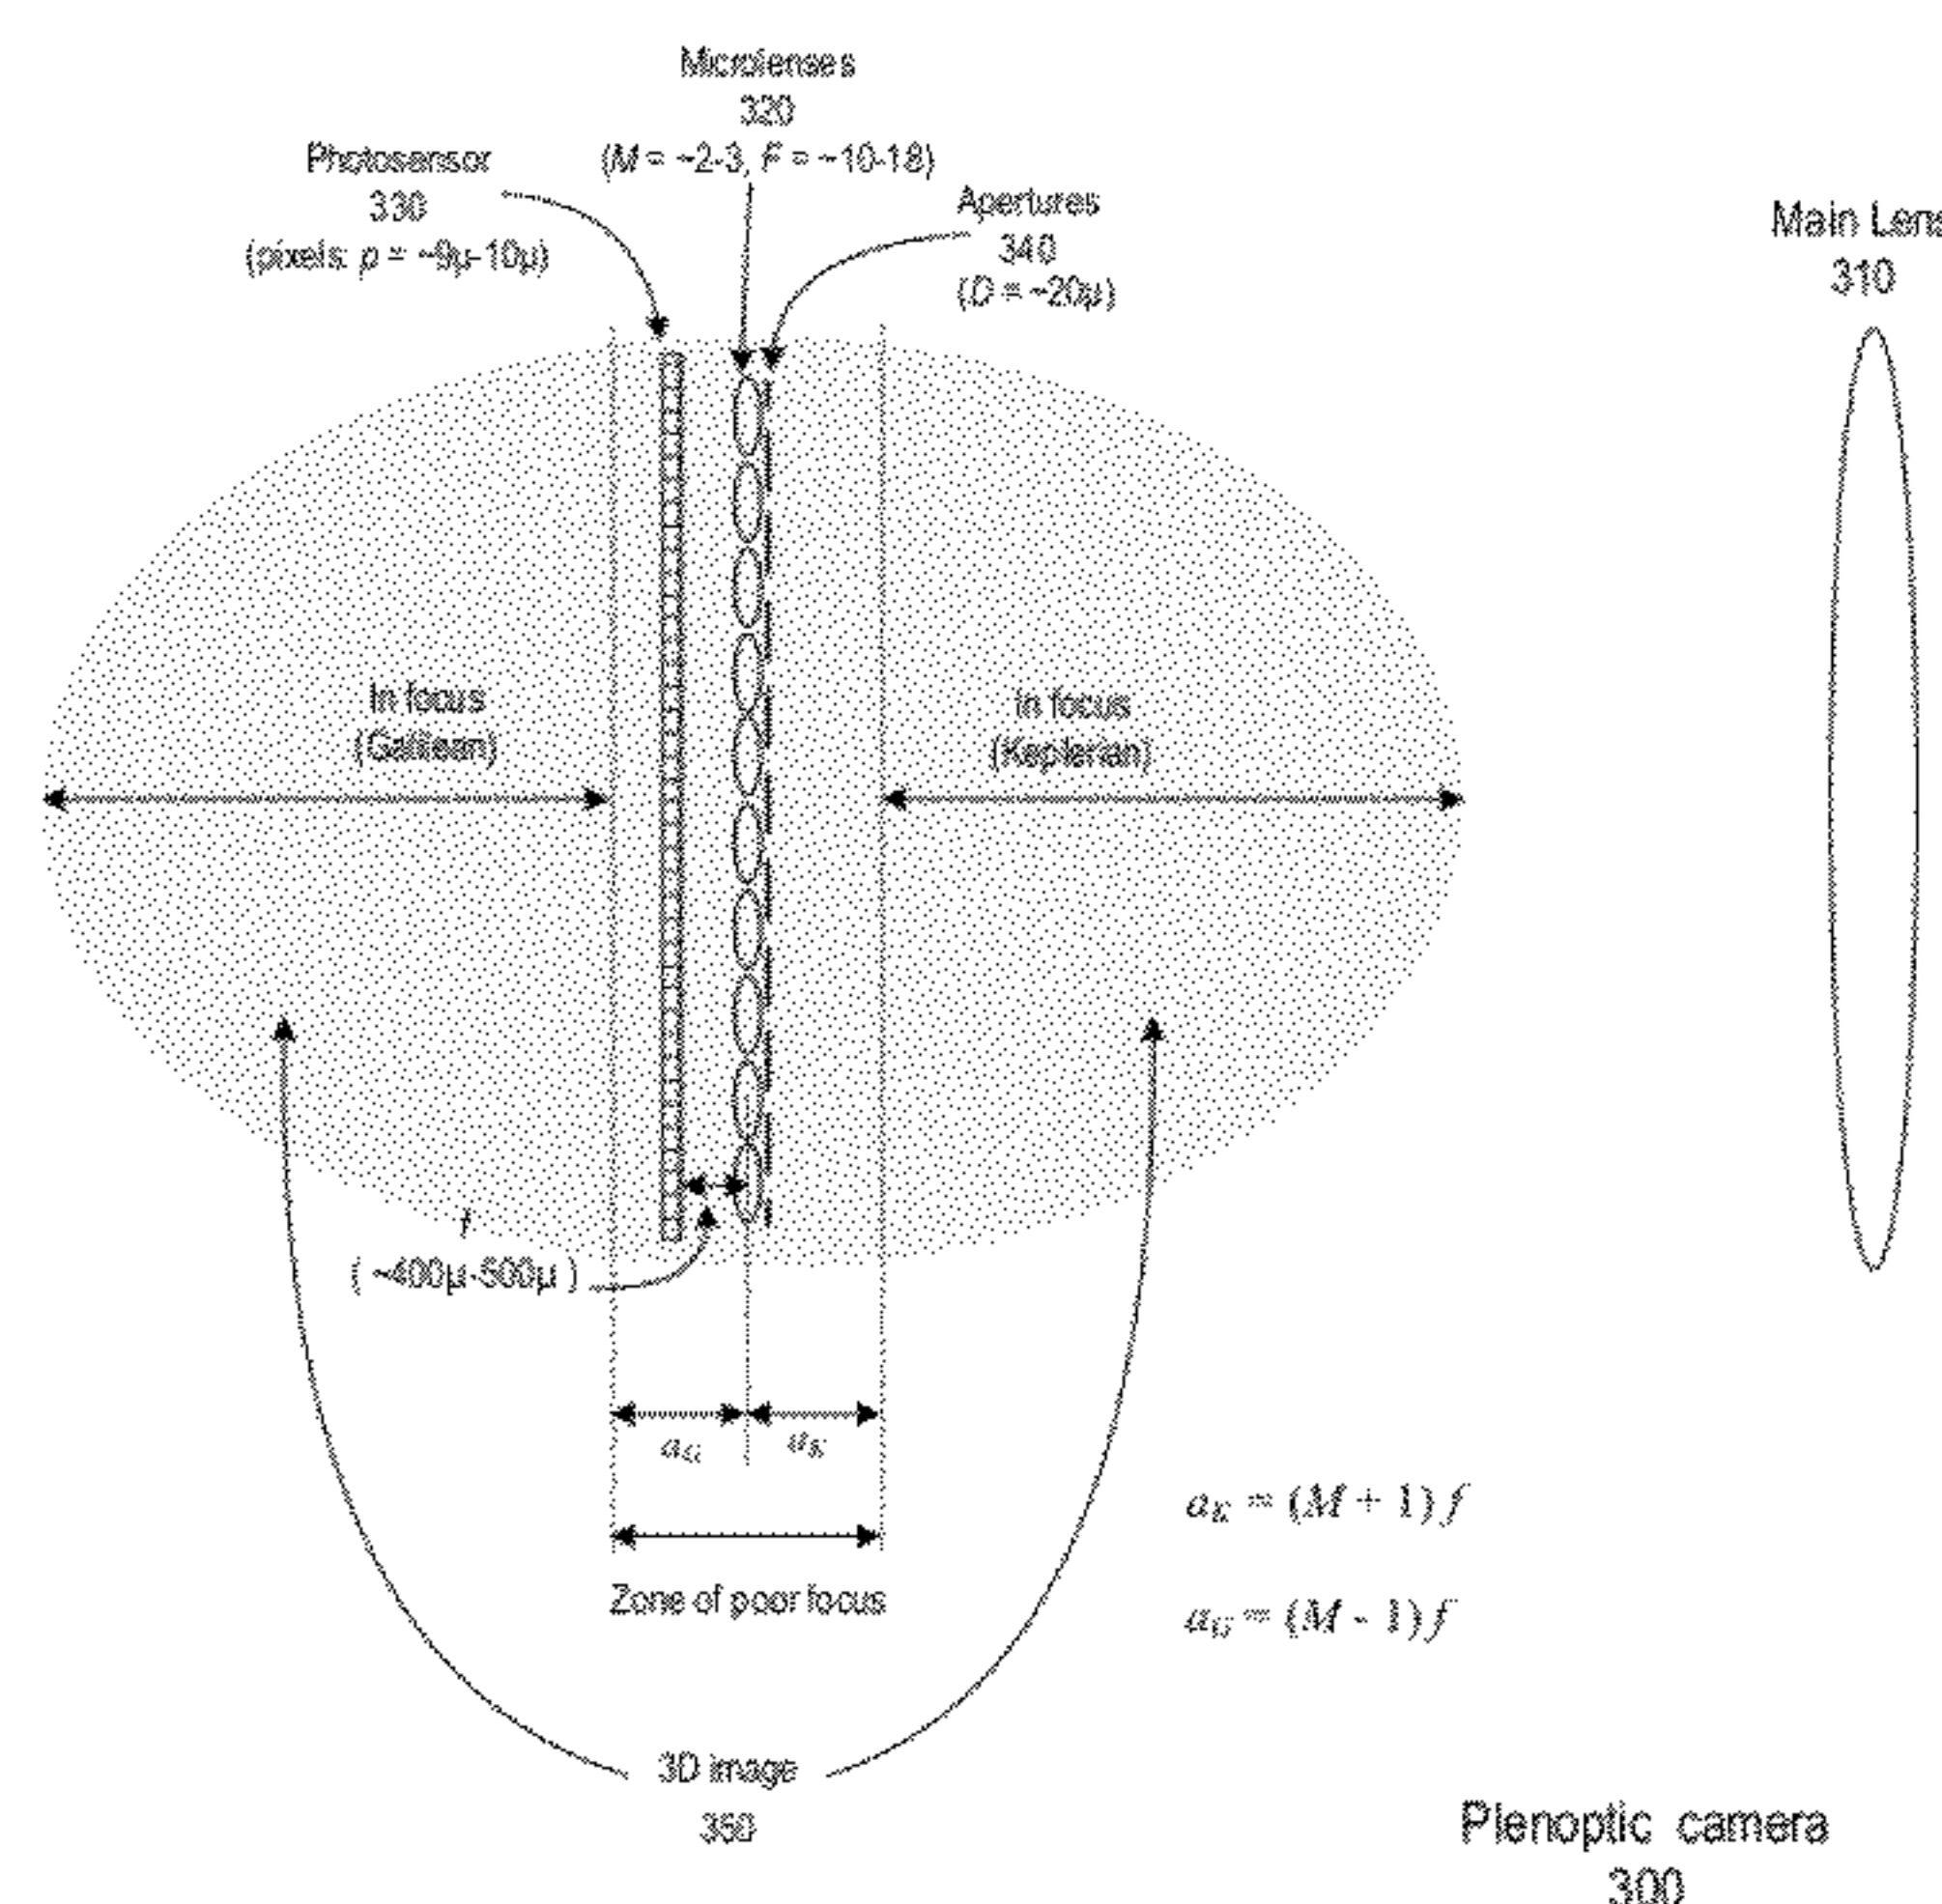 Microlenses
320
(M = ~2-3, F = ~10-18)
Photosensor
330
(pixels: p = ~9µ-10µ)
Apertures
340
(D = ~20µ)
Main Lens
310
In focus
(Galilean)
In focus
(Keplerian)
f
( ~400µ-500µ )
a_G
a_K
a_K = (M + 1) f
Zone of poor focus
a_G = (M - 1) f
3D image
350
Plenoptic camera
300